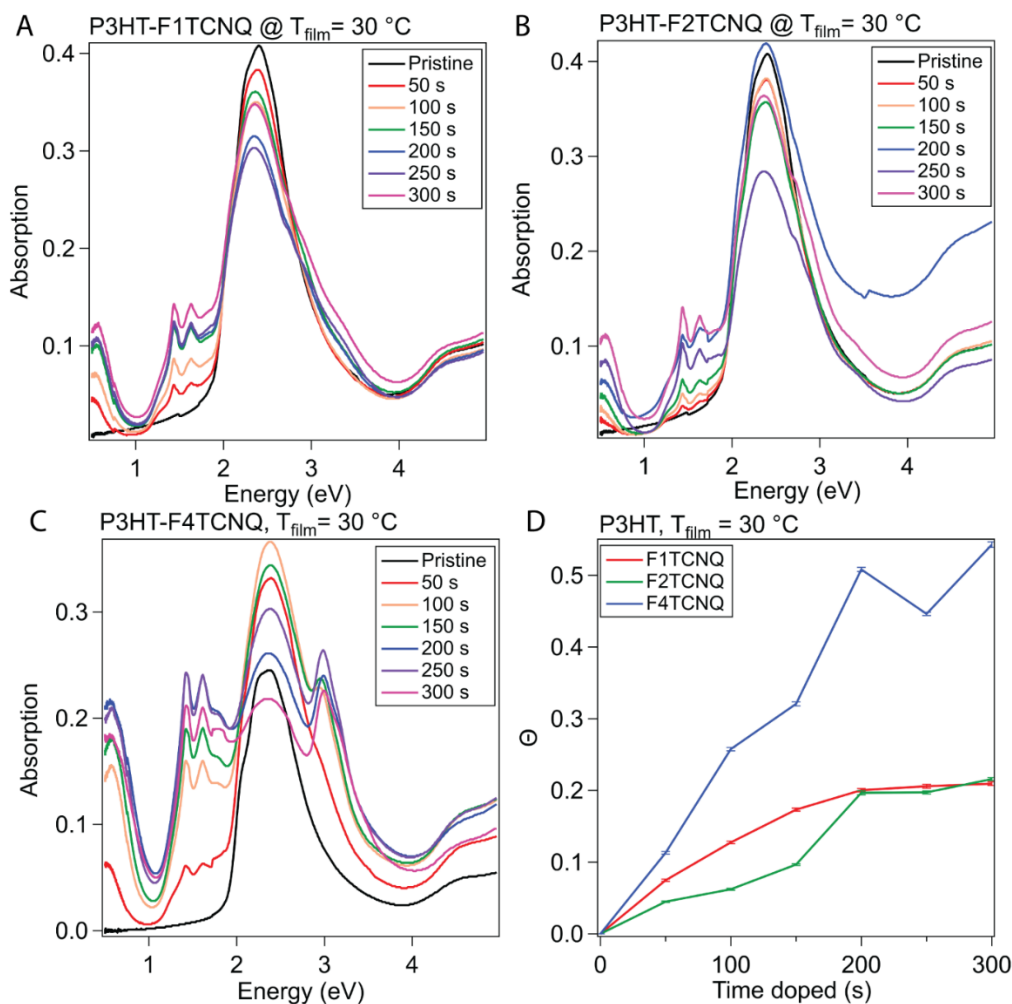 A P3HT-F1TCNQ @ T_film = 30 °C
Pristine
50 s
100 s
150 s
200 s
250 s
300 s
0.4
0.3
0.2
0.1
Absorption
1 2 3 4
Energy (eV)
B P3HT-F2TCNQ @ T_film = 30 °C
Pristine
50 s
100 s
150 s
200 s
250 s
300 s
0.4
0.3
0.2
0.1
Absorption
1 2 3 4
Energy (eV)
C P3HT-F4TCNQ, T_film = 30 °C
Pristine
50 s
100 s
150 s
200 s
250 s
300 s
0.3
0.2
0.1
0.0
Absorption
1 2 3 4
Energy (eV)
D P3HT, T_film = 30 °C
F1TCNQ
F2TCNQ
F4TCNQ
0.5
0.4
0.3
0.2
0.1
0.0
Θ
0 100 200 300
Time doped (s)